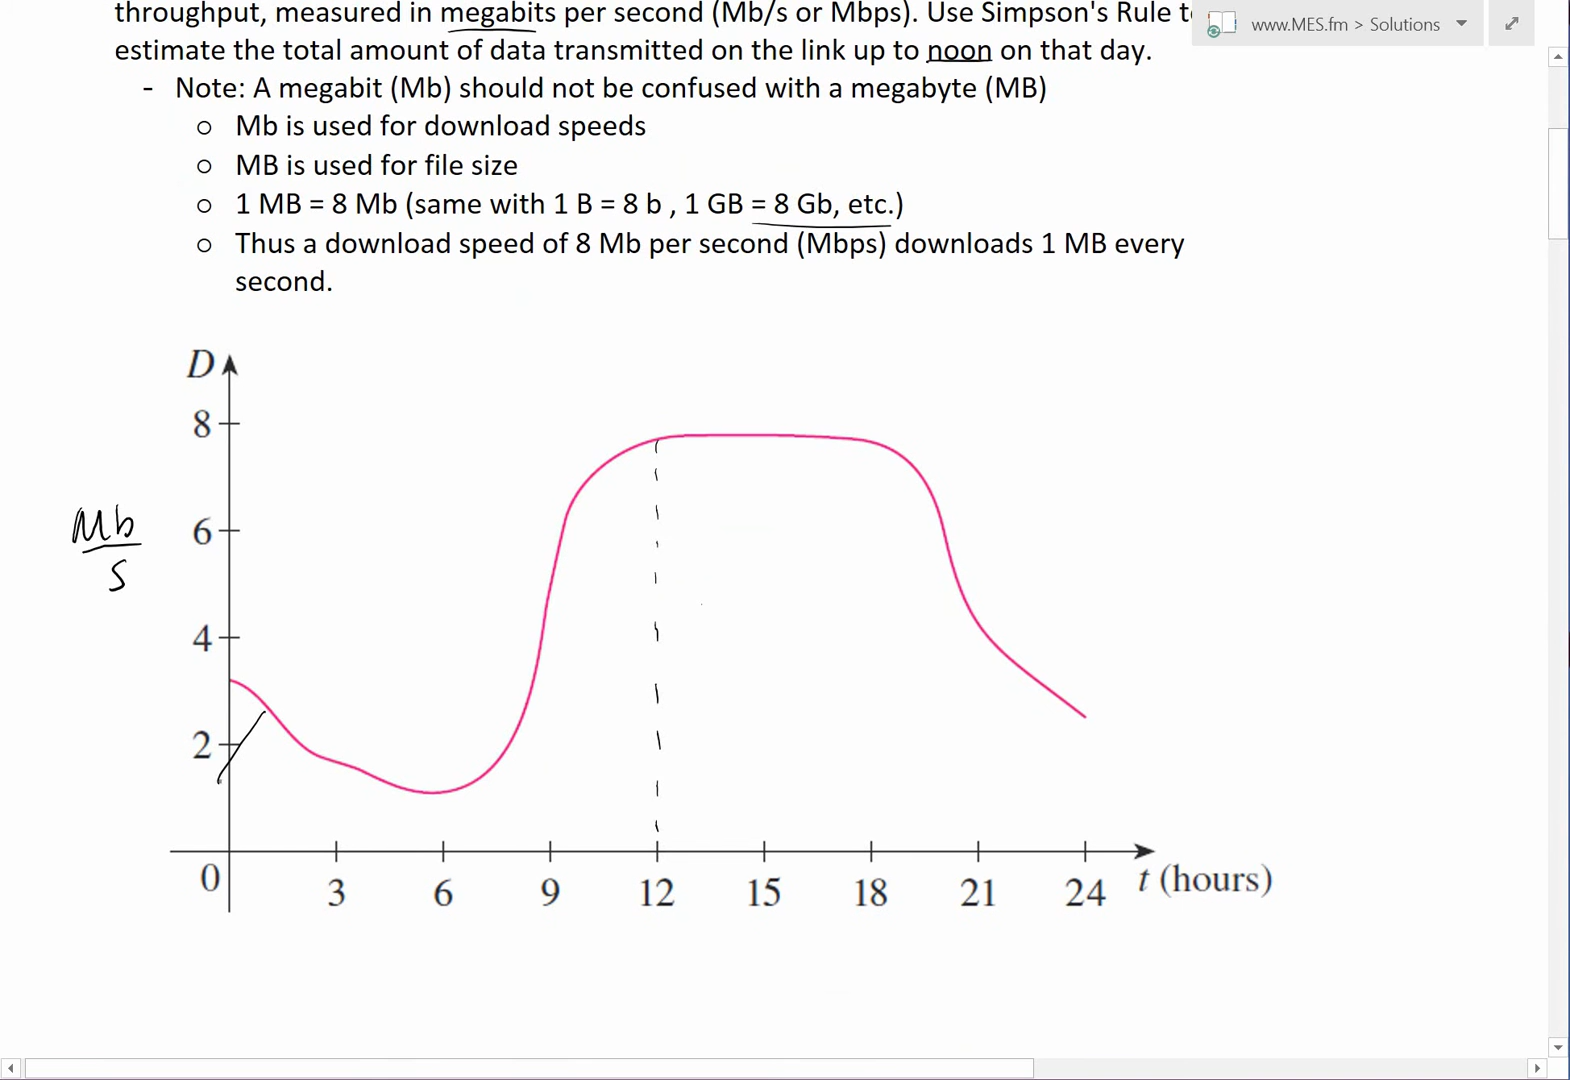 throughput, measured in megabits per second (Mb/s or Mbps). Use Simpson's Rule
www.MES.fm > Solutions
estimate the total amount of data transmitted on the link up to noon on that day.
- Note: A megabit (Mb) should not be confused with a megabyte (MB)
○ Mb is used for download speeds
○ MB is used for file size
○ 1 MB = 8 Mb (same with 1 B = 8 b , 1 GB = 8 Gb, etc.)
○ Thus a download speed of 8 Mb per second (Mbps) downloads 1 MB every
second.
D
8
Mb
s
6
4
2
0
3 6 9 12 15 18 21 24
t (hours)